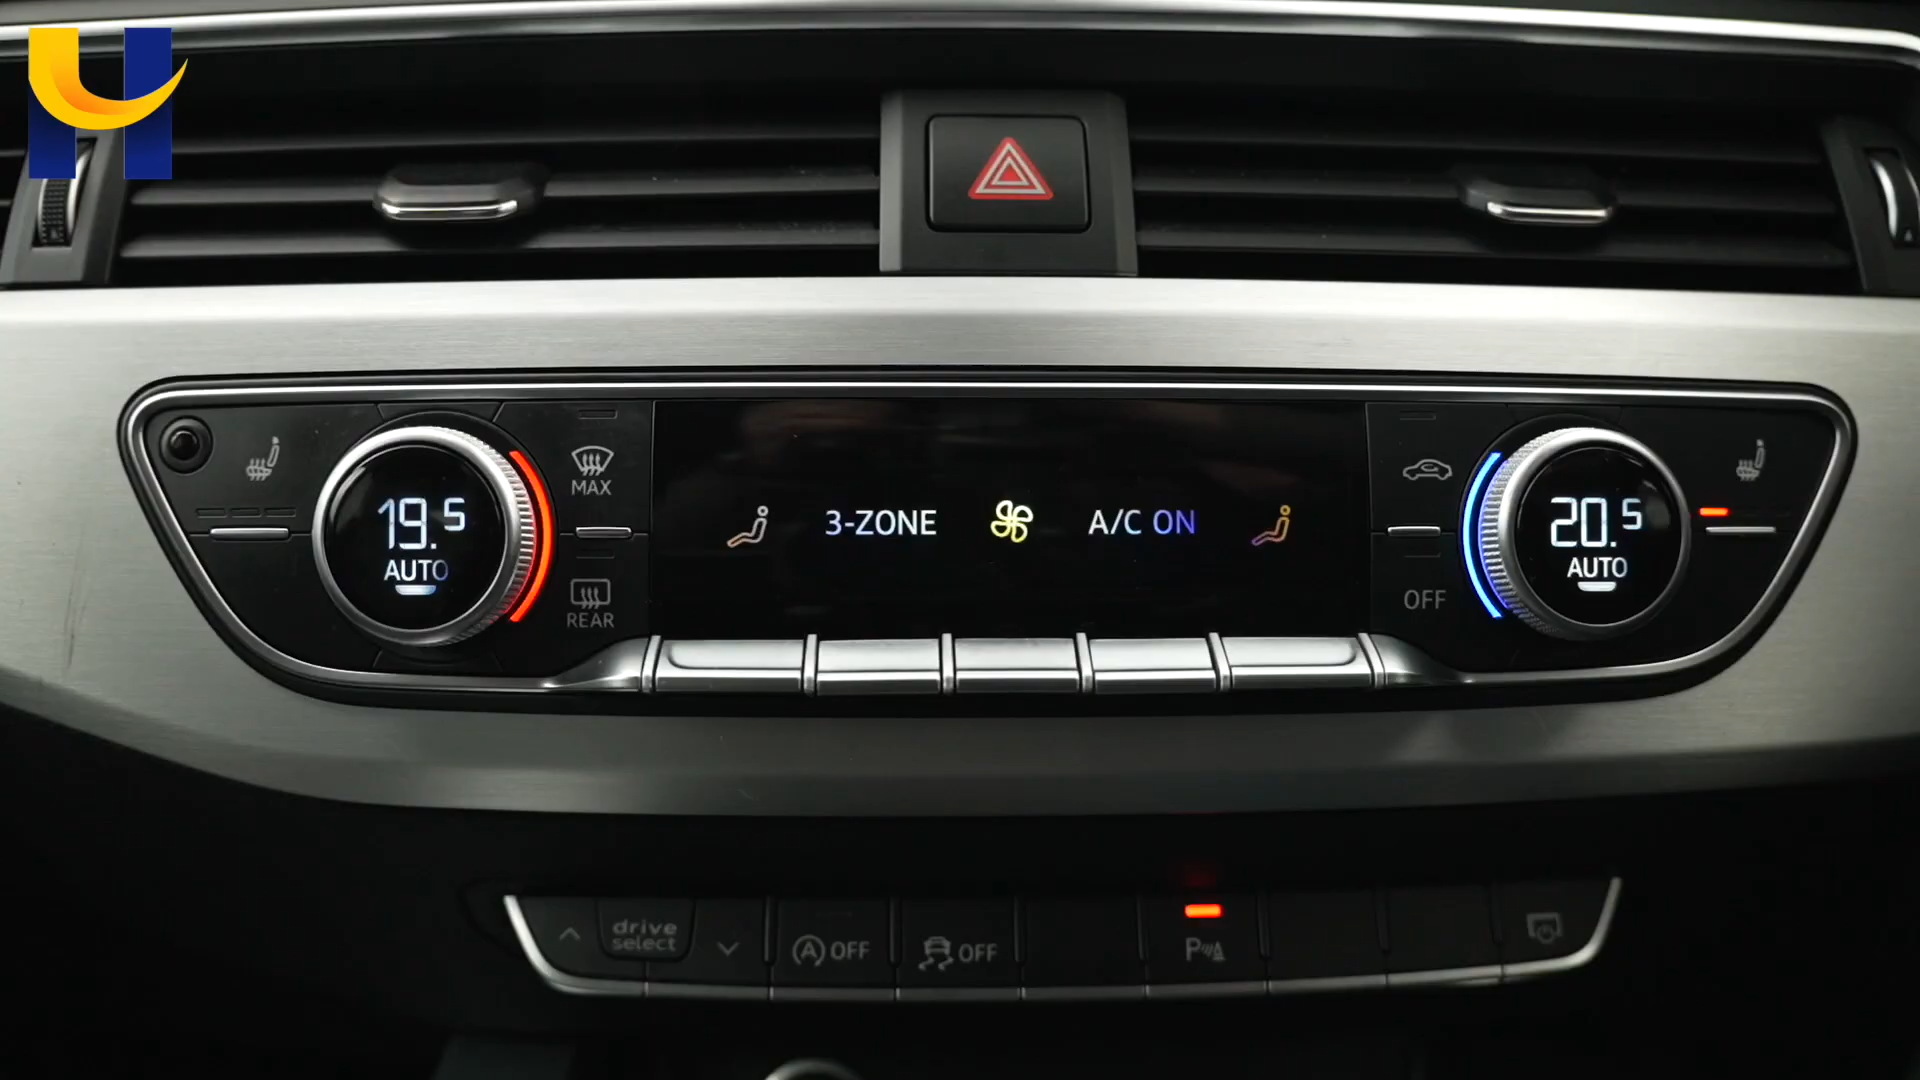 MAX
19.5
AUTO
3-ZONE
A/C ON
20.5
AUTO
REAR
OFF
drive
select
A OFF
OFF
P